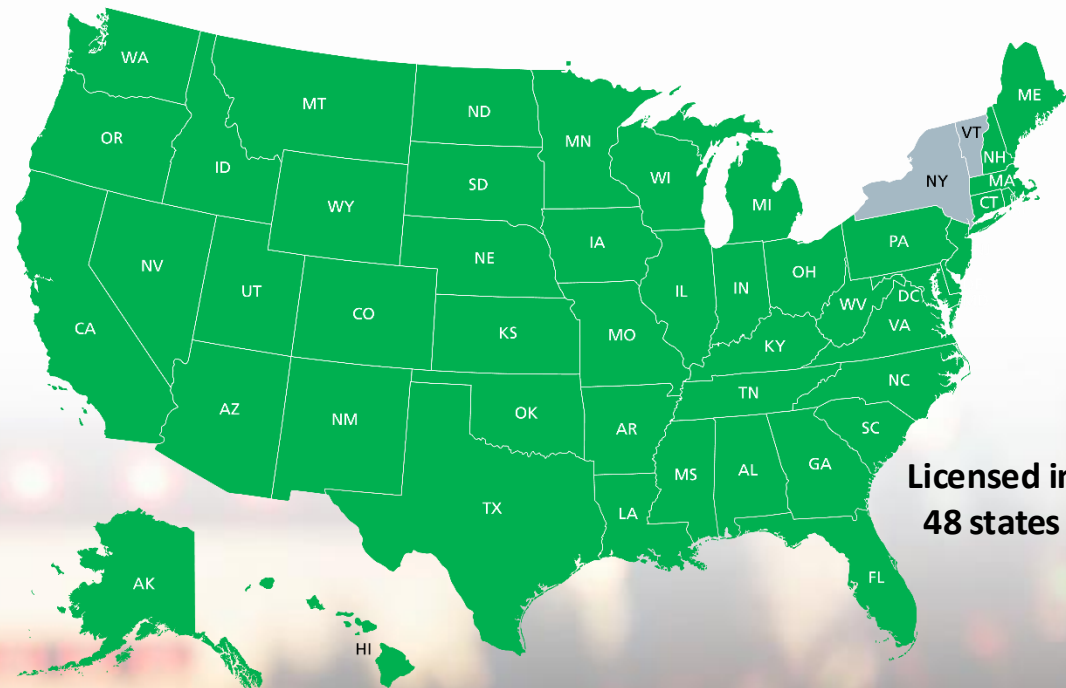 WA
MT
ND
MN
ME
OR
ID
SD
WI
MI
VT
NH
NY
MA
CT
WY
IA
NE
PA
NV
UT
CO
IL
IN
OH
WV
DC
VA
CA
KS
MO
KY
NC
AZ
NM
OK
AR
TN
SC
MS
AL
GA
TX
LA
Licensed in
48 states
FL
AK
HI